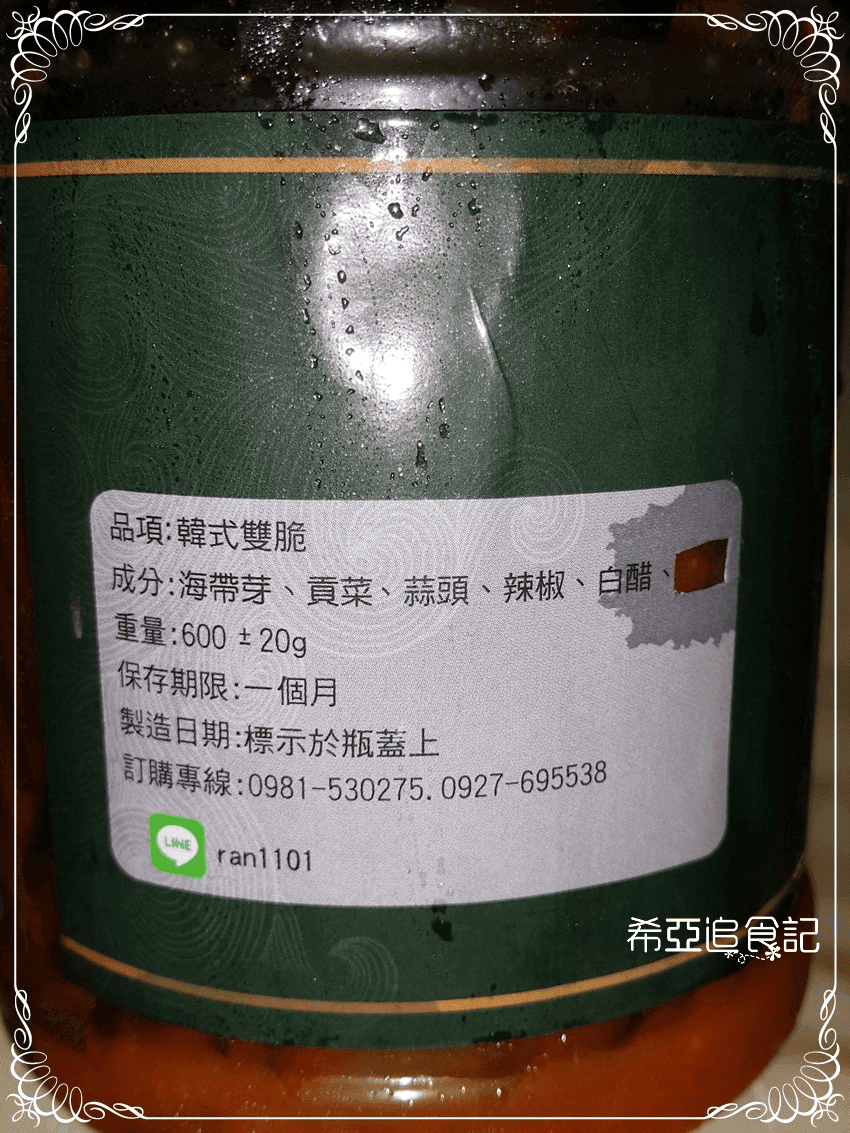 品項:韓式雙脆
成分:海帶芽、貢菜、蒜頭、辣椒、白醋、
重量:600 ±20g
保存期限:一個月
製造日期:標示於瓶蓋上
訂購專線:0981-530275.0927-695538
LINE ran1101
希亞追食記